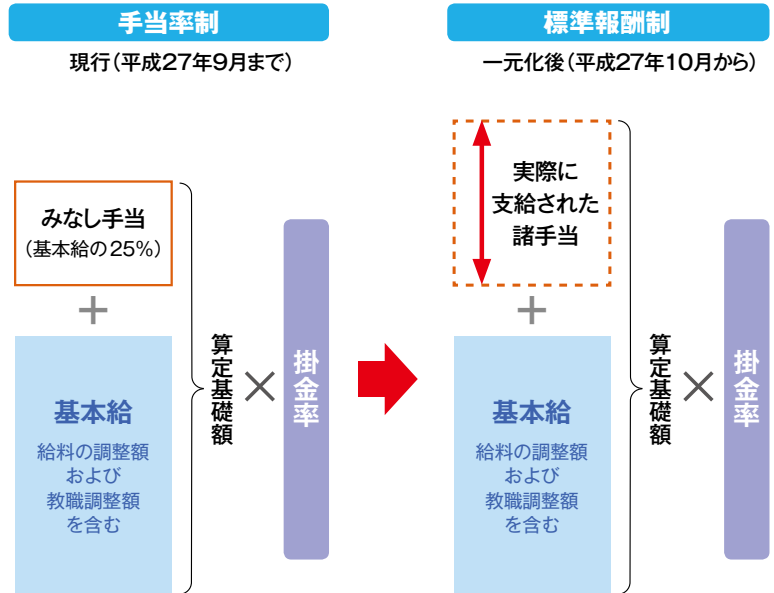 手当率制
現行(平成27年9月まで)
みなし手当
(基本給の25%)
+
基本給
給料の調整額
および
教職調整額
を含む
算定基礎額
×
掛金率
標準報酬制
一元化後(平成27年10月から)
実際に
支給された
諸手当
+
基本給
給料の調整額
および
教職調整額
を含む
算定基礎額
×
掛金率